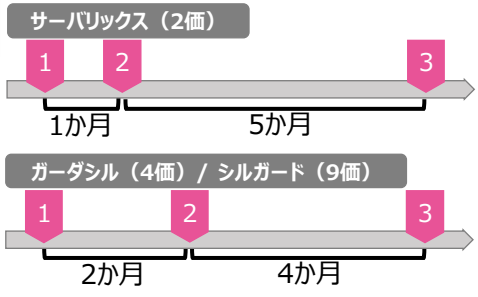 サーバリックス（2価）
1 2 3
1か月 5か月
ガーダシル（4価）/ シルガード（9価）
1 2 3
2か月 4か月